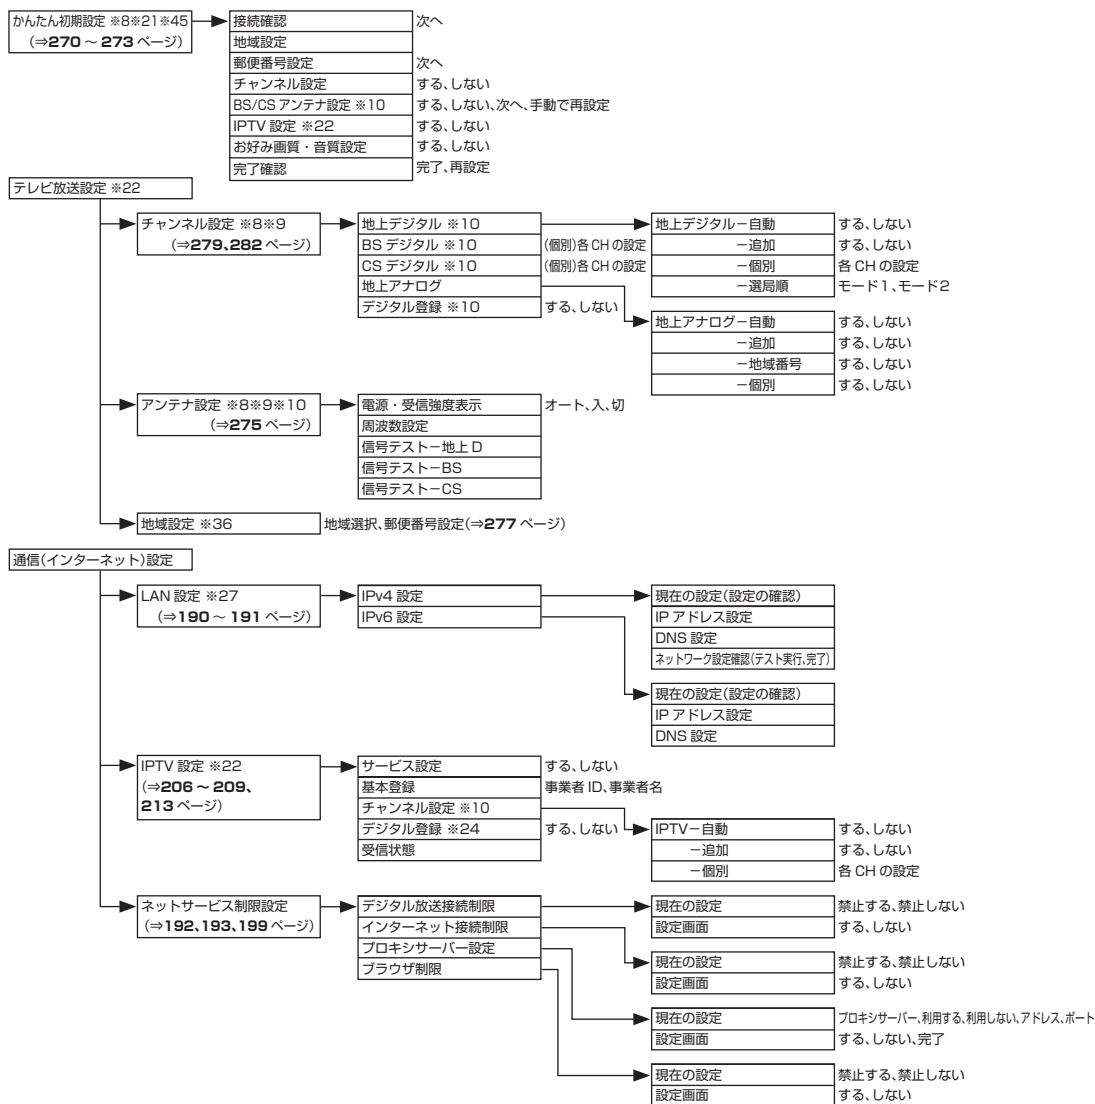 かんたん初期設定 ※8※21※45
(⇒270 ~ 273 ページ)
接続確認 次へ
地域設定
郵便番号設定 次へ
チャンネル設定 する、しない
BS/CS アンテナ設定 ※10 する、しない、次へ、手動で再設定
IPTV 設定 ※22 する、しない
お好み画質・音質設定 する、しない
完了確認 完了、再設定
テレビ放送設定 ※22
チャンネル設定 ※8※9
(⇒279、282 ページ)
地上デジタル ※10
BS デジタル ※10 (個別)各 CH の設定
CS デジタル ※10 (個別)各 CH の設定
地上アナログ
デジタル登録 ※10 する、しない
地上デジタル－自動 する、しない
－追加 する、しない
－個別 各 CH の設定
－選局順 モード1、モード2
地上アナログ－自動 する、しない
－追加 する、しない
－地域番号 する、しない
－個別 する、しない
アンテナ設定 ※8※9※10
(⇒275 ページ)
電源・受信強度表示 オート、入、切
周波数設定
信号テスト－地上 D
信号テスト－BS
信号テスト－CS
地域設定 ※36 地域選択、郵便番号設定(⇒277 ページ)
通信(インターネット)設定
LAN 設定 ※27
(⇒190 ~ 191 ページ)
IPv4 設定
IPv6 設定
現在の設定(設定の確認)
IP アドレス設定
DNS 設定
ネットワーク設定確認(テスト実行、完了)
現在の設定(設定の確認)
IP アドレス設定
DNS 設定
IPTV 設定 ※22
(⇒206 ~ 209、
213 ページ)
サービス設定 する、しない
基本登録 事業者 ID、事業者名
チャンネル設定 ※10
デジタル登録 ※24 する、しない
受信状態
IPTV－自動 する、しない
－追加 する、しない
－個別 各 CH の設定
ネットサービス制限設定
(⇒192、193、199 ページ)
デジタル放送接続制限
インターネット接続制限
プロキシサーバー設定
ブラウザ制限
現在の設定 禁止する、禁止しない
設定画面 する、しない
現在の設定 禁止する、禁止しない
設定画面 する、しない
現在の設定 プロキシサーバー、利用する、利用しない、アドレス、ポート
設定画面 する、しない、完了
現在の設定 禁止する、禁止しない
設定画面 する、しない